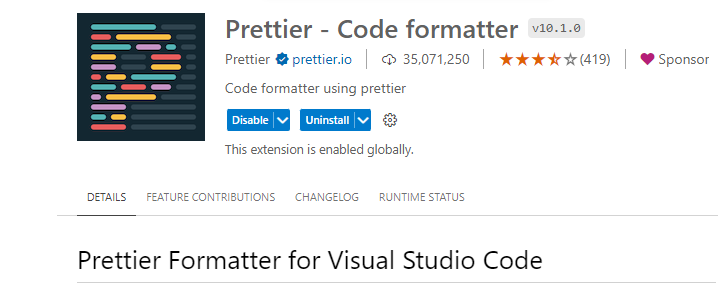 Prettier - Code formatter v10.1.0
Prettier prettier.io 35,071,250 (419) Sponsor
Code formatter using prettier
Disable Uninstall
This extension is enabled globally.
DETAILS FEATURE CONTRIBUTIONS CHANGELOG RUNTIME STATUS
Prettier Formatter for Visual Studio Code